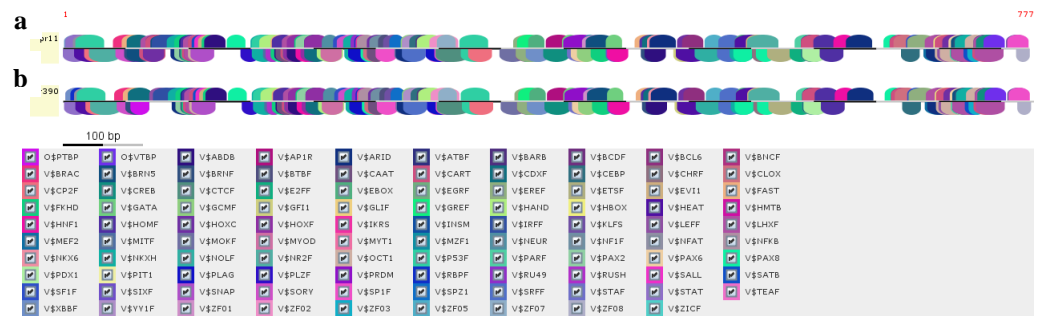 1 777
a
pr11
b
390
100 bp
O$PTBP O$VTBP V$ABDB V$AP1R V$ARID V$ATBF V$BARB V$BCDF V$BCL6 V$BNCF
V$BRAC V$BRN5 V$BRNF V$BTBF V$CAAT V$CART V$CDXF V$CEBP V$CHRF V$CLOX
V$CP2F V$CREB V$CTCF V$E2FF V$EBOX V$EGRF V$EREF V$ETSF V$EVI1 V$FAST
V$FKHD V$GATA V$GCMF V$GFI1 V$GLIF V$GREF V$HAND V$HBOX V$HEAT V$HMTB
V$HNF1 V$HOMF V$HOXC V$HOXF V$IKRS V$INSM V$IRFF V$KLFS V$LEFF V$LHXF
V$MEF2 V$MITF V$MOKF V$MYOD V$MYT1 V$MZF1 V$NEUR V$NF1F V$NFAT V$NFKB
V$NKX6 V$NKXH V$NOLF V$NR2F V$OCT1 V$P53F V$PARF V$PAX2 V$PAX6 V$PAX8
V$PDX1 V$PIT1 V$PLAG V$PLZF V$PRDM V$RBPF V$RU49 V$RUSH V$SALL V$SATB
V$SF1F V$SIXF V$SNAP V$SORY V$SP1F V$SPZ1 V$SRFF V$STAF V$STAT V$TEAF
V$XBBF V$YY1F V$ZF01 V$ZF02 V$ZF03 V$ZF05 V$ZF07 V$ZF08 V$ZICF